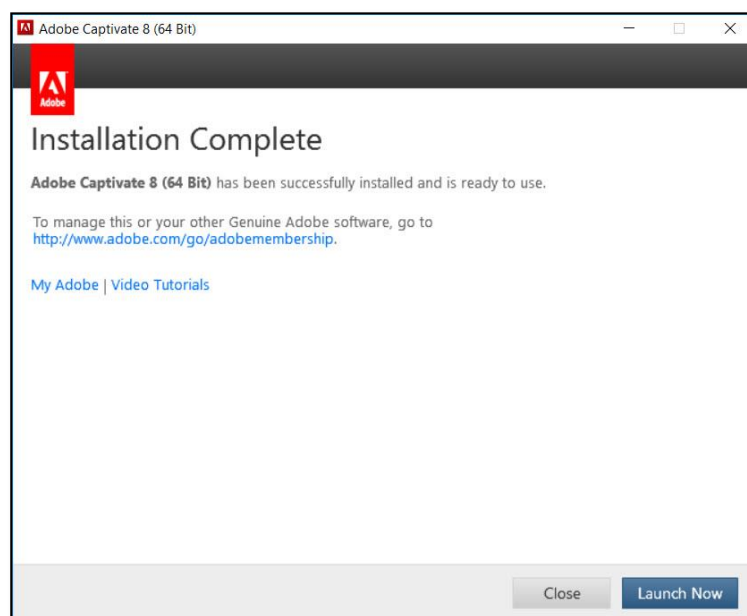 Adobe Captivate 8 (64 Bit)
Adobe
Installation Complete
Adobe Captivate 8 (64 Bit) has been successfully installed and is ready to use.
To manage this or your other Genuine Adobe software, go to
http://www.adobe.com/go/adobemembership.
My Adobe | Video Tutorials
Close Launch Now